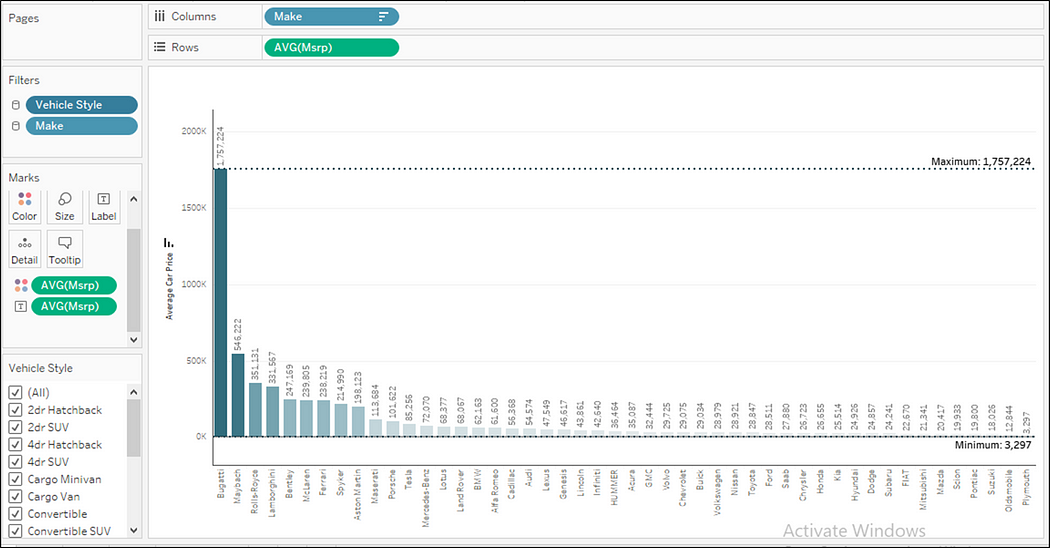 Pages
Columns
Make
Rows
AVG(Msrp)
Filters
Vehicle Style
Make
Marks
Color
Size
Label
Detail
Tooltip
AVG(Msrp)
AVG(Msrp)
Vehicle Style
(All)
2dr Hatchback
2dr SUV
4dr Hatchback
4dr SUV
Cargo Minivan
Cargo Van
Convertible
Convertible SUV
Average Car Price
2000K
1500K
1000K
500K
0K
Maximum: 1,757,224
Minimum: 3,297
1,757,224
546,222
351,131
331,567
247,169
239,805
238,219
214,990
198,123
113,684
101,622
85,256
72,070
68,377
68,067
62,163
61,600
56,368
54,574
47,549
46,617
43,861
42,640
36,464
35,087
32,444
29,725
29,075
29,034
28,979
28,921
28,847
28,511
27,880
26,723
26,655
25,514
24,926
24,857
24,241
22,670
21,341
20,417
19,933
19,800
18,026
12,844
3,297
Bugatti
Maybach
Rolls-Royce
Lamborghini
Bentley
McLaren
Ferrari
Spyker
Aston Martin
Maserati
Porsche
Tesla
Mercedes-Benz
Lotus
Land Rover
BMW
Alfa Romeo
Cadillac
Audi
Lexus
Genesis
Lincoln
Infiniti
HUMMER
Acura
GMC
Volvo
Chevrolet
Buick
Volkswagen
Nissan
Toyota
Ford
Saab
Chrysler
Honda
Kia
Hyundai
Dodge
Subaru
FIAT
Mitsubishi
Mazda
Scion
Pontiac
Suzuki
Oldsmobile
Plymouth
Activate Windows